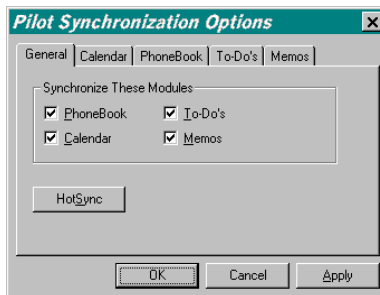 Pilot Synchronization Options
General Calendar PhoneBook To-Do's Memos
Synchronize These Modules
PhoneBook To-Do's
Calendar Memos
HotSync
OK Cancel Apply